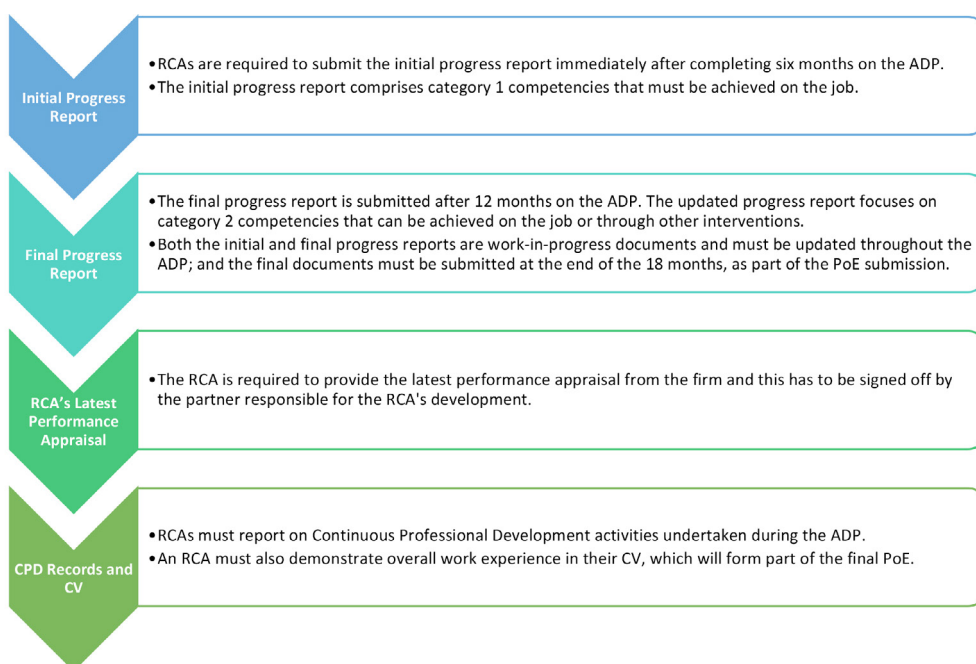 Initial Progress
Report
•RCAs are required to submit the initial progress report immediately after completing six months on the ADP.
•The initial progress report comprises category 1 competencies that must be achieved on the job.
Final Progress
Report
•The final progress report is submitted after 12 months on the ADP. The updated progress report focuses on
category 2 competencies that can be achieved on the job or through other interventions.
•Both the initial and final progress reports are work-in-progress documents and must be updated throughout the
ADP; and the final documents must be submitted at the end of the 18 months, as part of the PoE submission.
RCA’s Latest
Performance
Appraisal
•The RCA is required to provide the latest performance appraisal from the firm and this has to be signed off by
the partner responsible for the RCA's development.
CPD Records and
CV
•RCAs must report on Continuous Professional Development activities undertaken during the ADP.
•An RCA must also demonstrate overall work experience in their CV, which will form part of the final PoE.